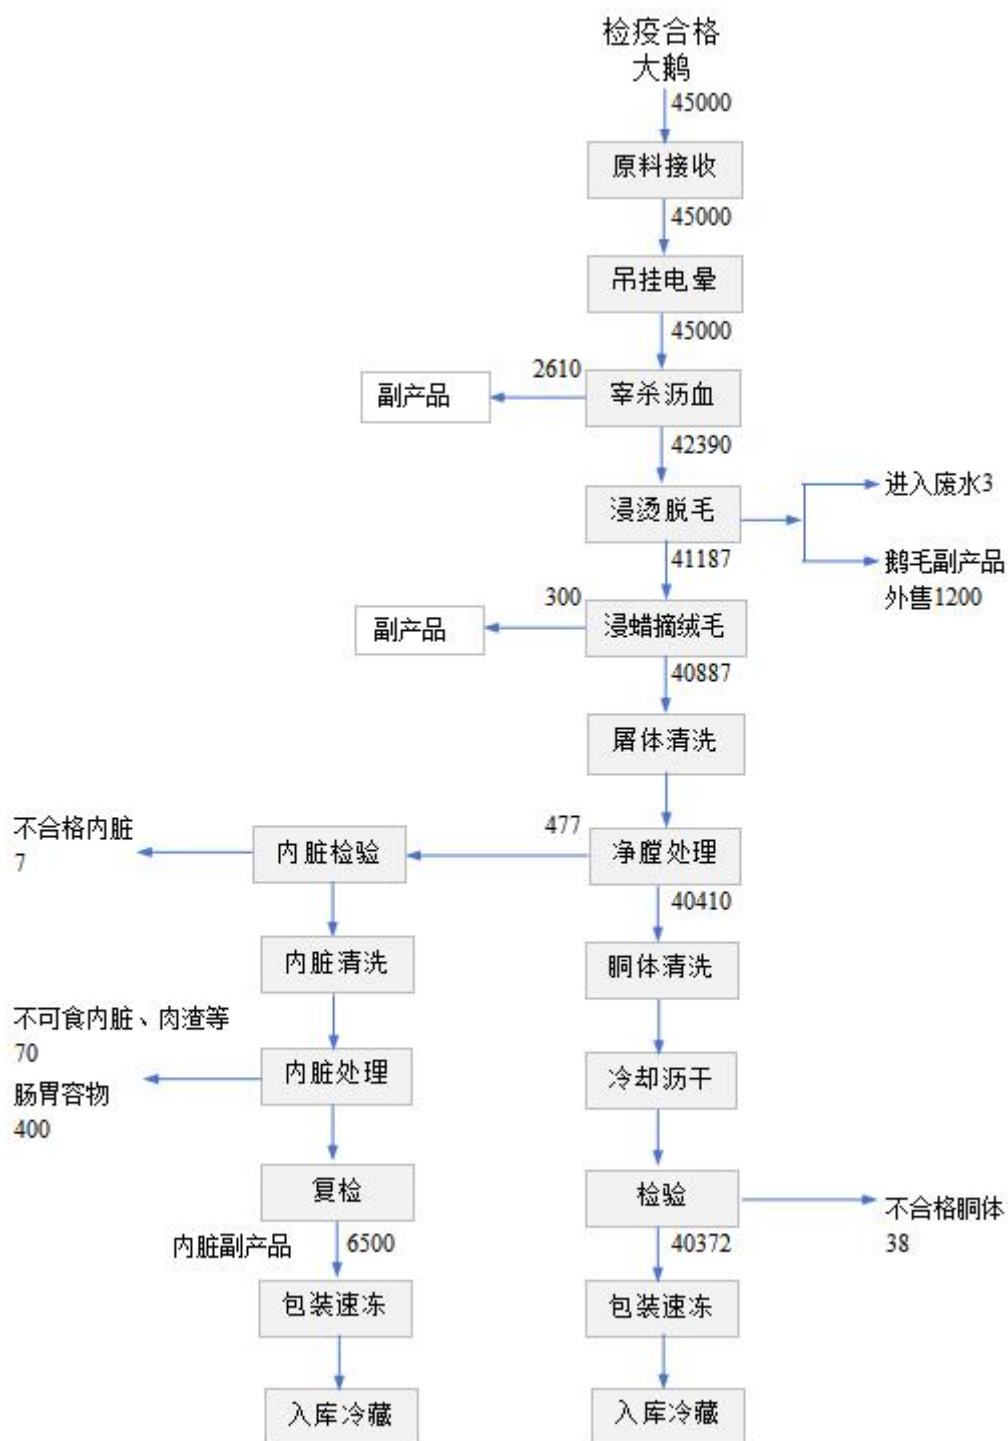 检疫合格
大鹅
45000
原料接收
45000
吊挂电晕
45000
2610
副产品
宰杀沥血
42390
浸烫脱毛
进入废水3
鹅毛副产品
外售1200
41187
300
副产品
浸蜡摘绒毛
40887
屠体清洗
477
不合格内脏
7
内脏检验
净膛处理
40410
内脏清洗
胴体清洗
不可食内脏、肉渣等
70
肠胃容物
400
内脏处理
冷却沥干
复检
检验
不合格胴体
38
内脏副产品
6500
40372
包装速冻
包装速冻
入库冷藏
入库冷藏